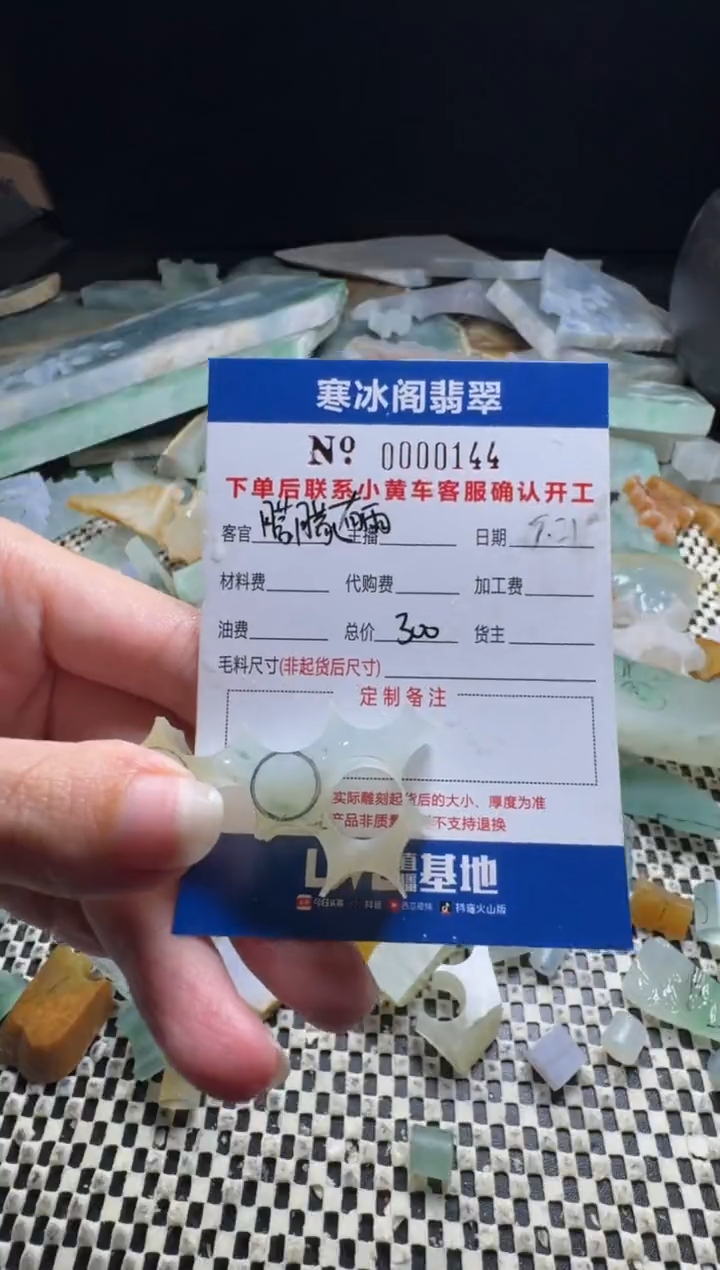 寒冰阁翡翠
Nº 0000144
下单后联系小黄车客服确认开工
客官 朦朦 雨 主播 日期 9.21
材料费 代购费 加工费
油费 总价 300 货主
毛料尺寸(非起货后尺寸)
定制备注
实际雕刻起货后的大小、厚度为准
产品非质 不支持退换
基地
今日头条 抖音 西瓜视频 抖音火山版